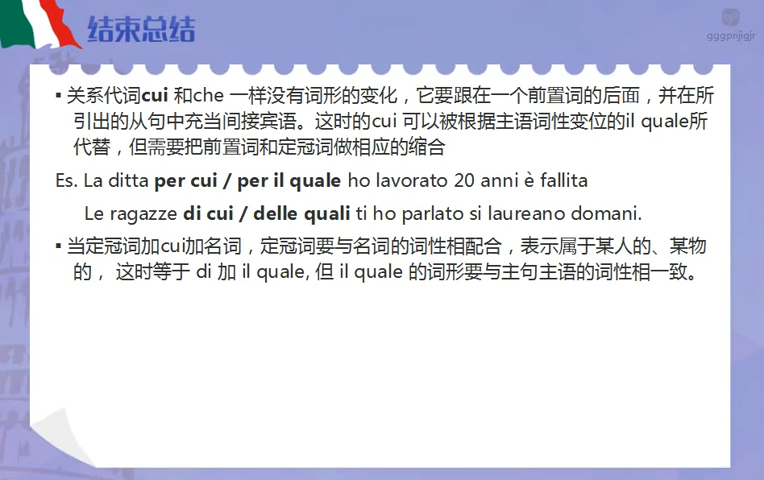 结束总结
gggpnjigjr
▪ 关系代词cui 和che 一样没有词形的变化，它要跟在一个前置词的后面，并在所
引出的从句中充当间接宾语。这时的cui 可以被根据主语词性变位的il quale所
代替，但需要把前置词和定冠词做相应的缩合
Es. La ditta per cui / per il quale ho lavorato 20 anni è fallita
Le ragazze di cui / delle quali ti ho parlato si laureano domani.
▪ 当定冠词加cui加名词，定冠词要与名词的词性相配合，表示属于某人的、某物
的， 这时等于 di 加 il quale, 但 il quale 的词形要与主句主语的词性相一致。